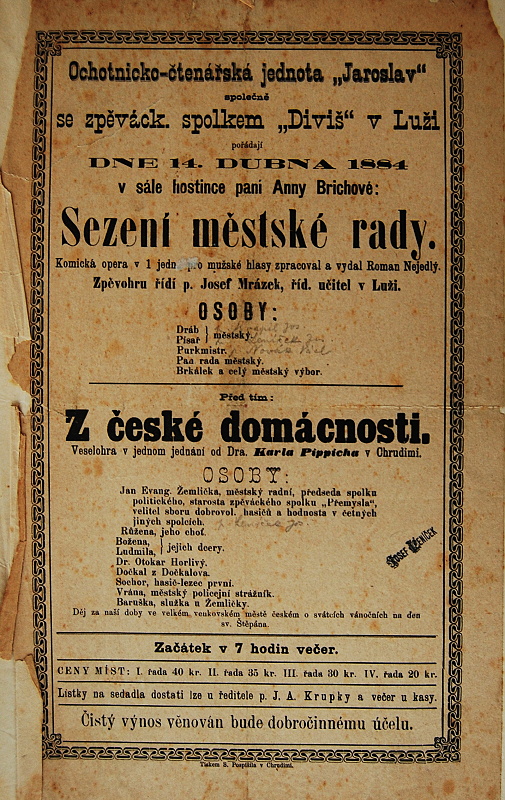 Ochotnicko-čtenářská jednota „Jaroslav“
společně
se zpěváck. spolkem „Diviš“ v Luži
pořádají
DNE 14. DUBNA 1884
v sále hostince paní Anny Brichové:
Sezení městské rady.
Komická opera v 1 jedn pro mužské hlasy zpracoval a vydal Roman Nejedlý.
Zpěvohru řídí p. Josef Mrázek, říd. učitel v Luži.
OSOBY:
Dráb } městský.
Písař
Purkmistr.
Pan rada městský.
Brkálek a celý městský výbor.
Před tím:
Z české domácnosti.
Veselohra v jednom jednání od Dra. Karla Pippicha v Chrudimi.
OSOBY:
Jan Evang. Žemlička, městský radní, předseda spolku
politického, starosta zpěváckého spolku „Přemysla“,
velitel sboru dobrovol. hasičů a hodnosta v četných
jiných spolcích.
Růžena, jeho choť.
Božena, } jejich dcery.
Ludmila,
Dr. Otokar Horlivý.
Dočkal z Dočkalova.
Sochor, hasič-lezec první.
Vrána, městský policejní strážník.
Baruška, služka u Žemličky.
Děj za naší doby ve velkém venkovském městě českém o svátcích vánočních na den
sv. Štěpána.
Josef Leníček
Začátek v 7 hodin večer.
CENY MÍST: I. řada 40 kr. II. řada 35 kr. III. řada 30 kr. IV. řada 20 kr.
Lístky na sedadla dostati lze u ředitele p. J. A. Krupky a večer u kasy.
Čistý výnos věnován bude dobročinnému účelu.
Tiskem S. Pospíšila v Chrudimi.